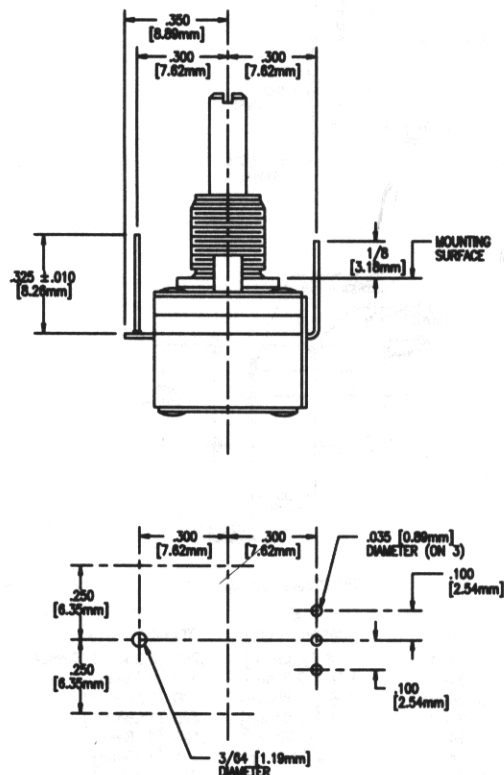 .350
[8.89mm]
.300
[7.62mm]
.300
[7.62mm]
.325 ±.010
[8.26mm]
1/8
[3.18mm]
MOUNTING
SURFACE
.300
[7.62mm]
.300
[7.62mm]
.035 [0.89mm]
DIAMETER (ON 3)
.100
[2.54mm]
.250
[6.35mm]
.250
[6.35mm]
.100
[2.54mm]
3/64 [1.19mm]
DIAMETER